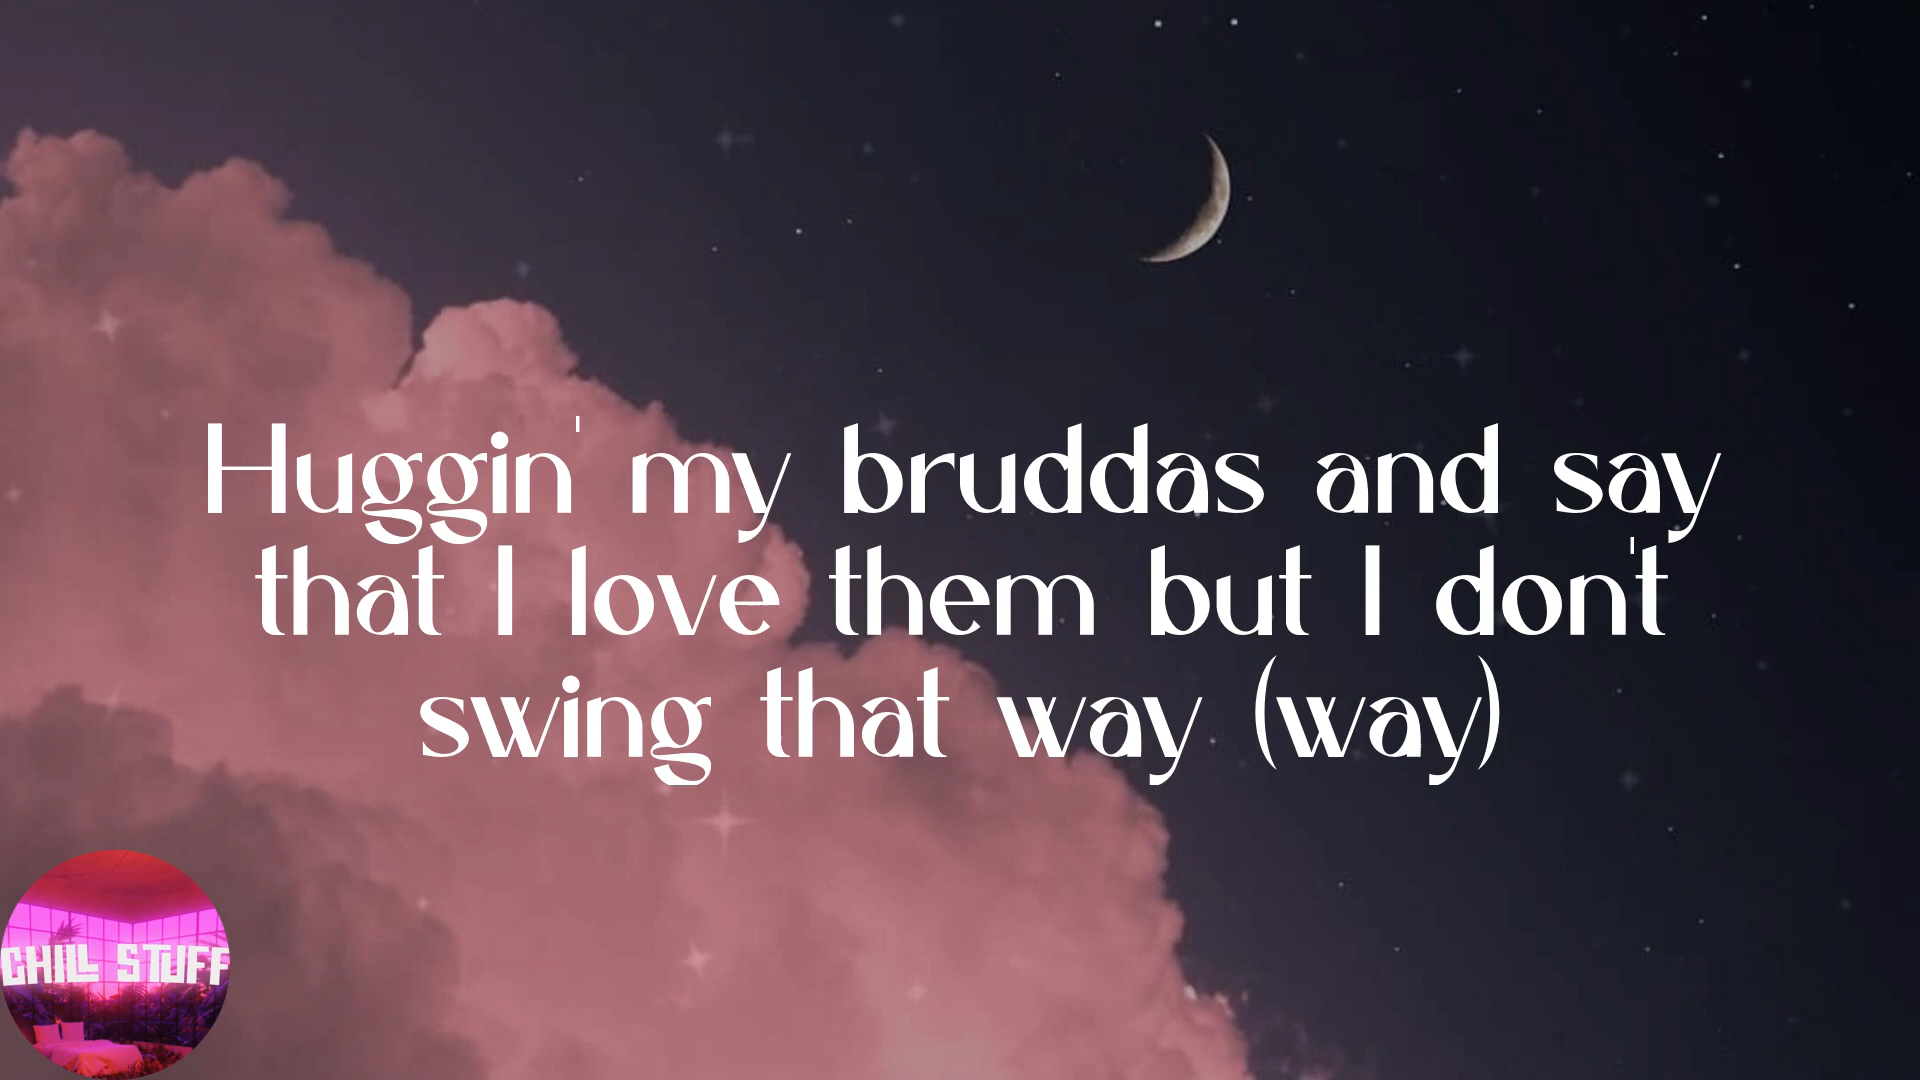 Huggin' my bruddas and say
that I love them but I don't
swing that way (way)
CHILL STUFF